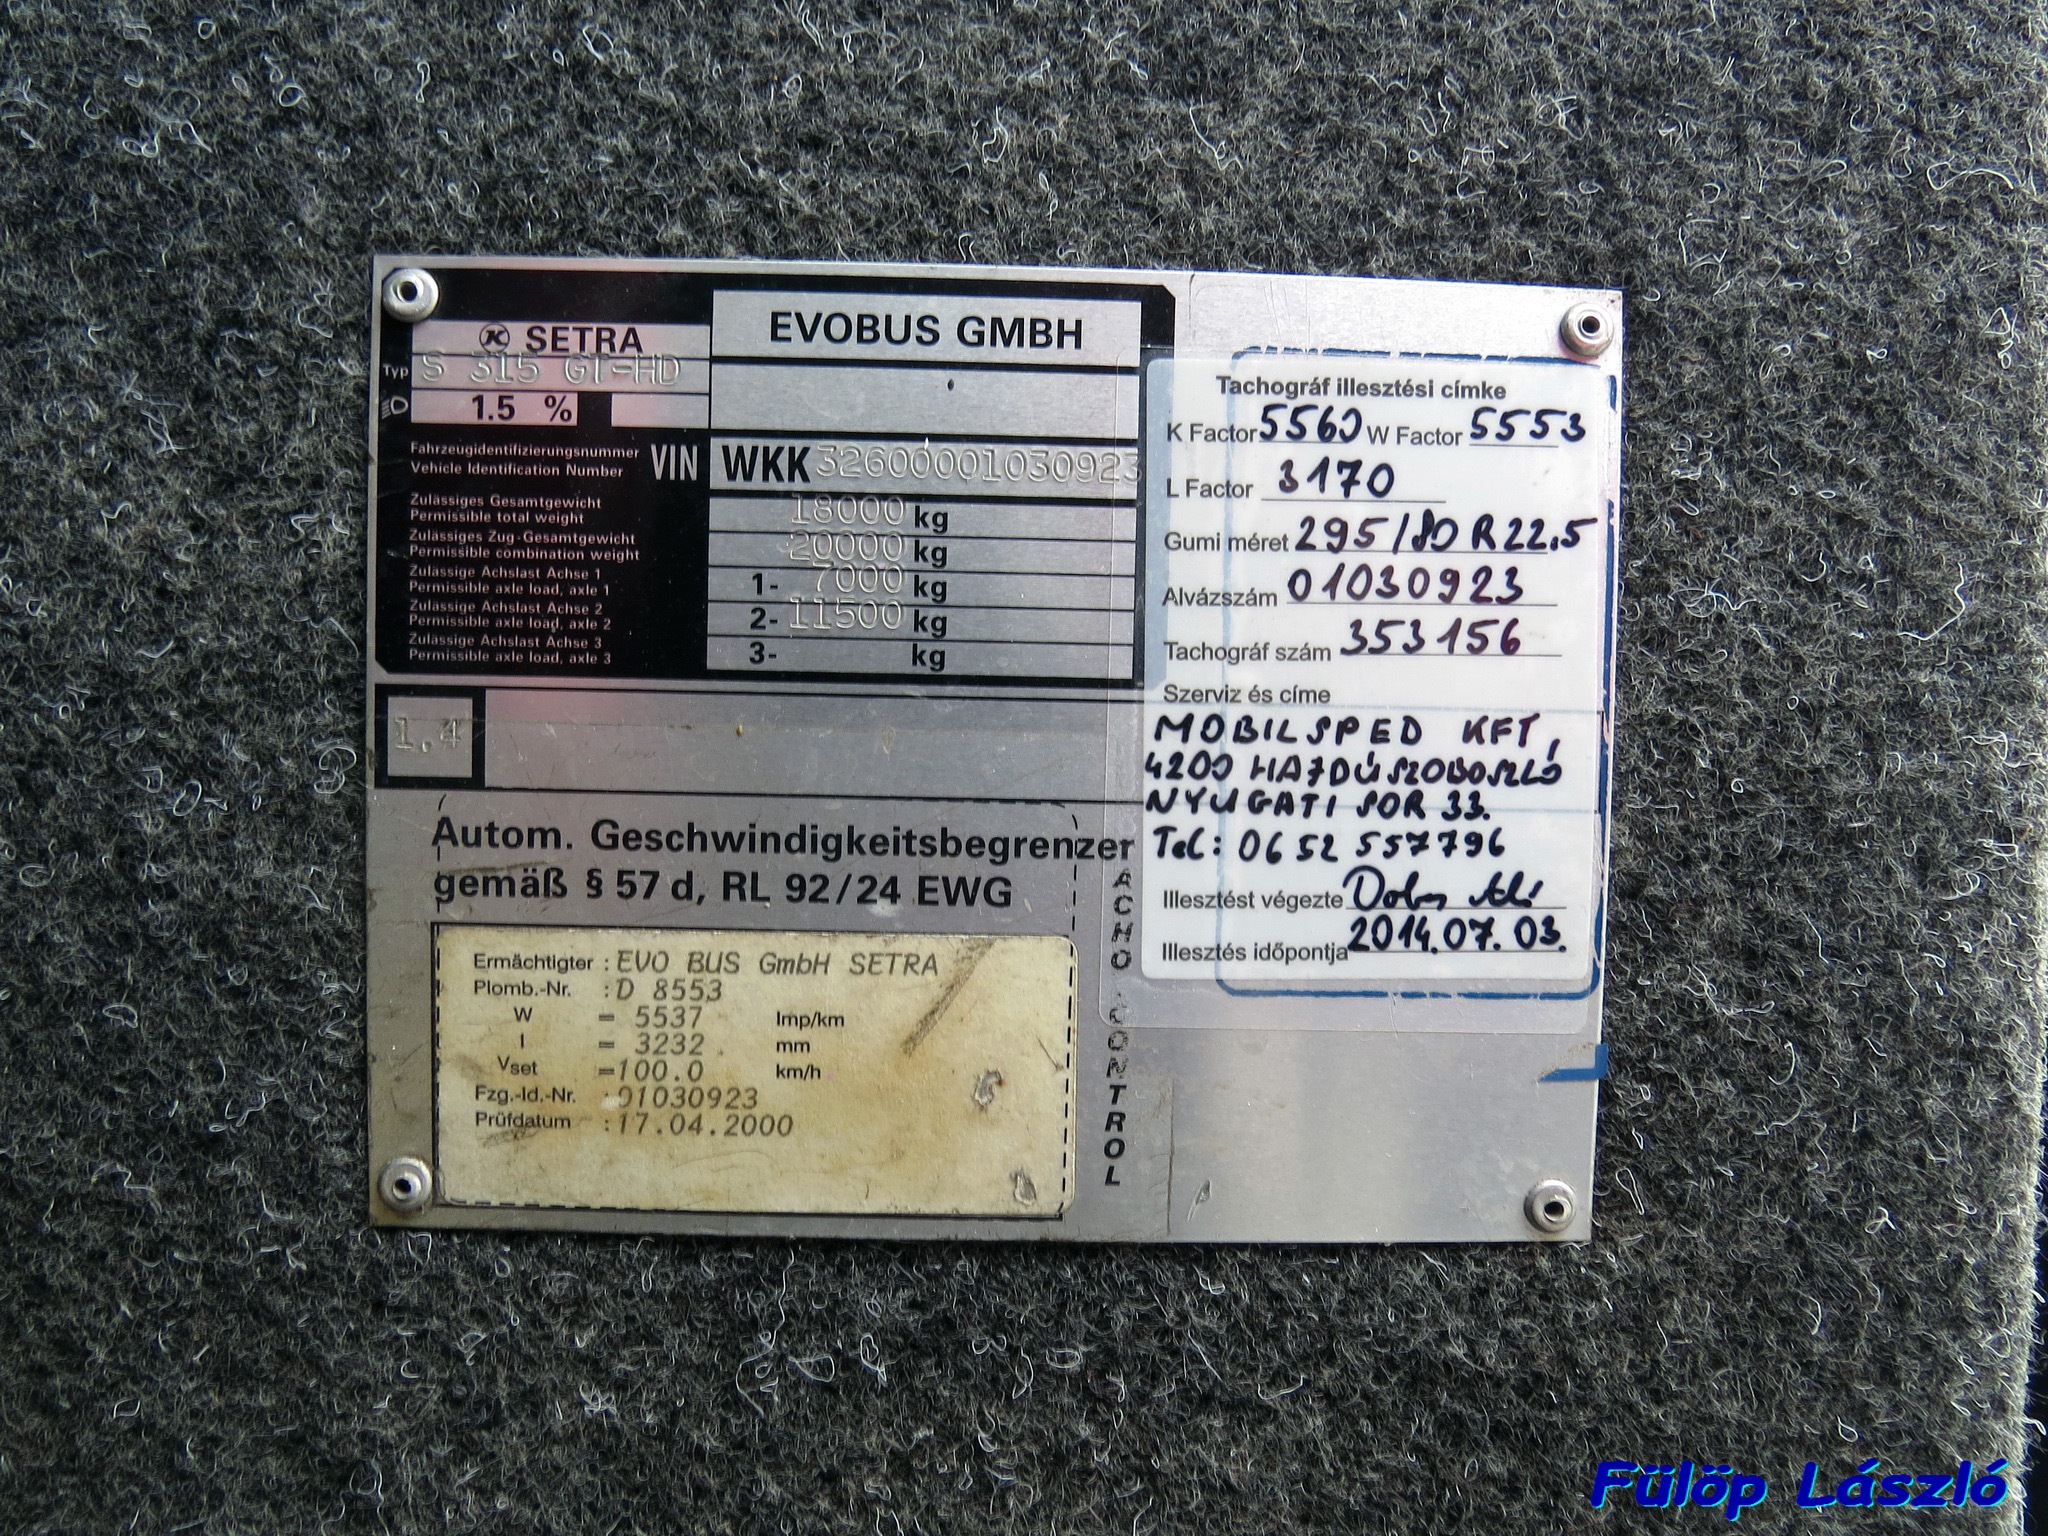 SETRA
EVOBUS GMBH
Typ S 315 GT-HD
1.5 %
Fahrzeugidentifizierungsnummer
Vehicle Identification Number
VIN WKK 32600001030923
Zulässiges Gesamtgewicht
Permissible total weight
18000 kg
Zulässiges Zug-Gesamtgewicht
Permissible combination weight
20000 kg
Zulässige Achslast Achse 1
Permissible axle load, axle 1
1- 7000 kg
Zulässige Achslast Achse 2
Permissible axle load, axle 2
2- 11500 kg
Zulässige Achslast Achse 3
Permissible axle load, axle 3
3- kg
1.4
Autom. Geschwindigkeitsbegrenzer
gemäß § 57 d, RL 92/24 EWG
Ermächtigter : EVO BUS GmbH SETRA
Plomb.-Nr. : D 8553
W = 5537 Imp/km
l = 3232 mm
Vset =100.0 km/h
Fzg.-Id.-Nr. 01030923
Prüfdatum : 17.04.2000
TACHO CONTROL
Tachográf illesztési címke
K Factor 5560 W Factor 5553
L Factor 3170
Gumi méret 295/80 R 22.5
Alvázszám 01030923
Tachográf szám 353156
Szerviz és címe
MOBILSPED KFT,
4200 HAJDÚSZOBOSZLÓ
NYUGATI SOR 33.
Tel: 06 52 557796
Illesztést végezte
Illesztés időpontja 2014.07.03.
Fülöp László